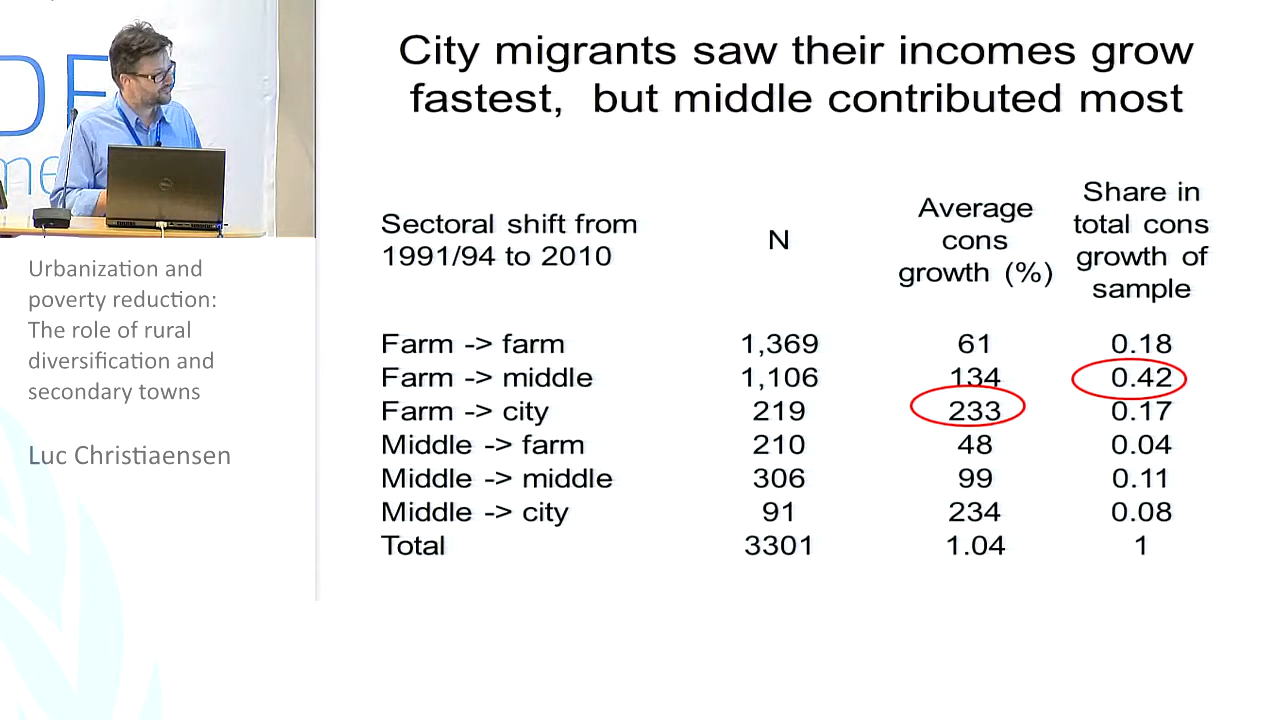 City migrants saw their incomes grow
fastest, but middle contributed most
Sectoral shift from
1991/94 to 2010
N
Average
cons
growth (%)
Share in
total cons
growth of
sample
Farm -> farm 1,369 61 0.18
Farm -> middle 1,106 134 0.42
Farm -> city 219 233 0.17
Middle -> farm 210 48 0.04
Middle -> middle 306 99 0.11
Middle -> city 91 234 0.08
Total 3301 1.04 1
Urbanization and
poverty reduction:
The role of rural
diversification and
secondary towns
Luc Christiaensen